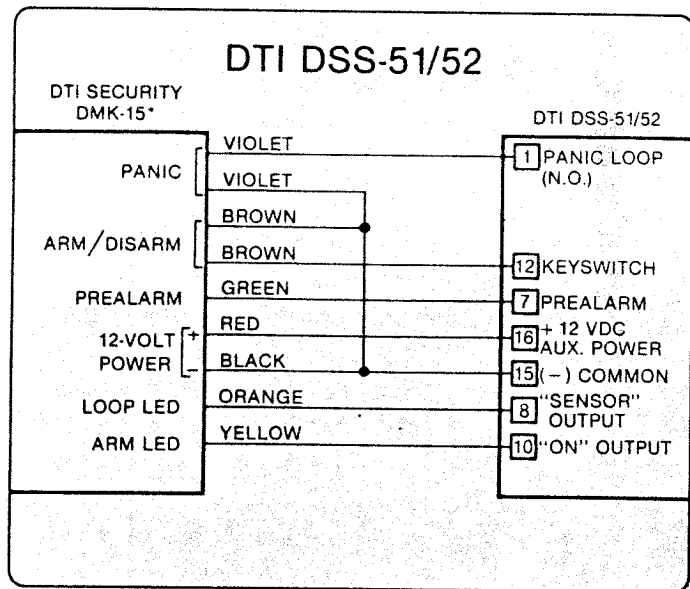 DTI DSS-51/52
DTI SECURITY
DMK-15*
DTI DSS-51/52
PANIC
VIOLET
VIOLET
1 PANIC LOOP
(N.O.)
ARM/DISARM
BROWN
BROWN
12 KEYSWITCH
PREALARM
GREEN
7 PREALARM
12-VOLT
POWER
+
RED
16 + 12 VDC
AUX. POWER
−
BLACK
15 (−) COMMON
LOOP LED
ORANGE
8 "SENSOR"
OUTPUT
ARM LED
YELLOW
10 "ON" OUTPUT